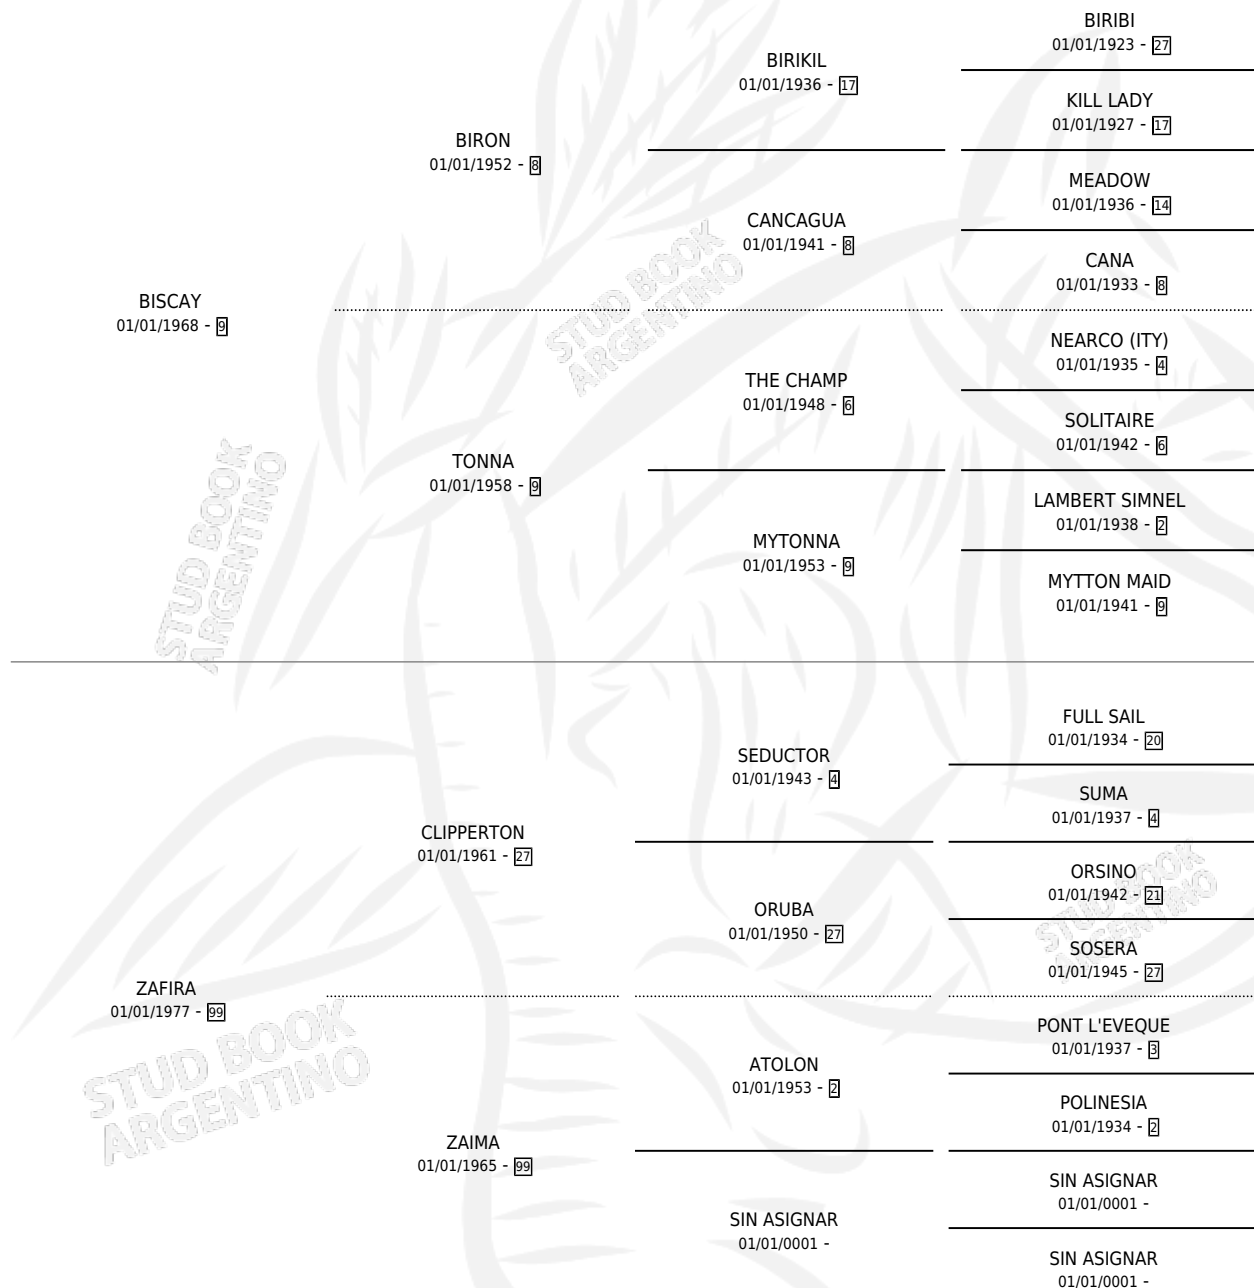 BIRIBI
01/01/1923 - 27
BIRIKIL
01/01/1936 - 17
KILL LADY
01/01/1927 - 17
BIRON
01/01/1952 - 8
MEADOW
01/01/1936 - 14
CANCAGUA
01/01/1941 - 8
CANA
01/01/1933 - 8
BISCAY
01/01/1968 - 9
NEARCO (ITY)
01/01/1935 - 4
THE CHAMP
01/01/1948 - 6
SOLITAIRE
01/01/1942 - 6
TONNA
01/01/1958 - 9
LAMBERT SIMNEL
01/01/1938 - 2
MYTONNA
01/01/1953 - 9
MYTTON MAID
01/01/1941 - 9
FULL SAIL
01/01/1934 - 20
SEDUCTOR
01/01/1943 - 4
SUMA
01/01/1937 - 4
CLIPPERTON
01/01/1961 - 27
ORSINO
01/01/1942 - 21
ORUBA
01/01/1950 - 27
SOSERA
01/01/1945 - 27
ZAFIRA
01/01/1977 - 99
PONT L'EVEQUE
01/01/1937 - 3
ATOLON
01/01/1953 - 2
POLINESIA
01/01/1934 - 2
ZAIMA
01/01/1965 - 99
SIN ASIGNAR
01/01/0001 -
SIN ASIGNAR
01/01/0001 -
SIN ASIGNAR
01/01/0001 -
STUD BOOK
ARGENTINO
STUD BOOK
ARGENTINO
STUD BOOK
ARGENTINO
STUD BOOK
ARGENTINO